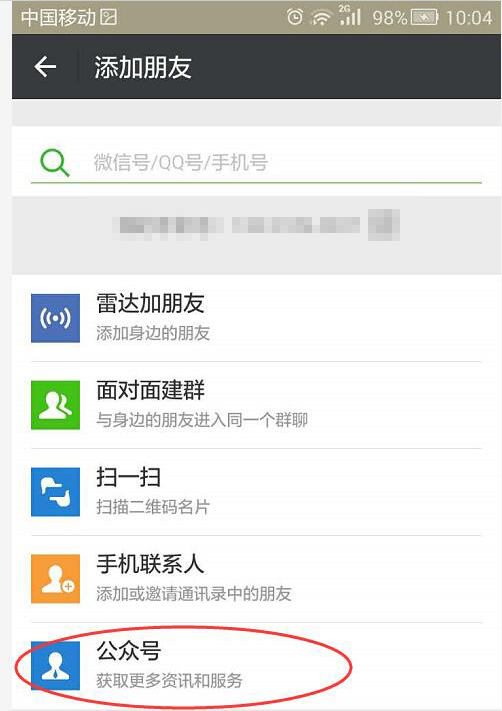 中国移动 2G 98% 10:04
添加朋友
微信号/QQ号/手机号
雷达加朋友
添加身边的朋友
面对面建群
与身边的朋友进入同一个群聊
扫一扫
扫描二维码名片
手机联系人
添加或邀请通讯录中的朋友
公众号
获取更多资讯和服务